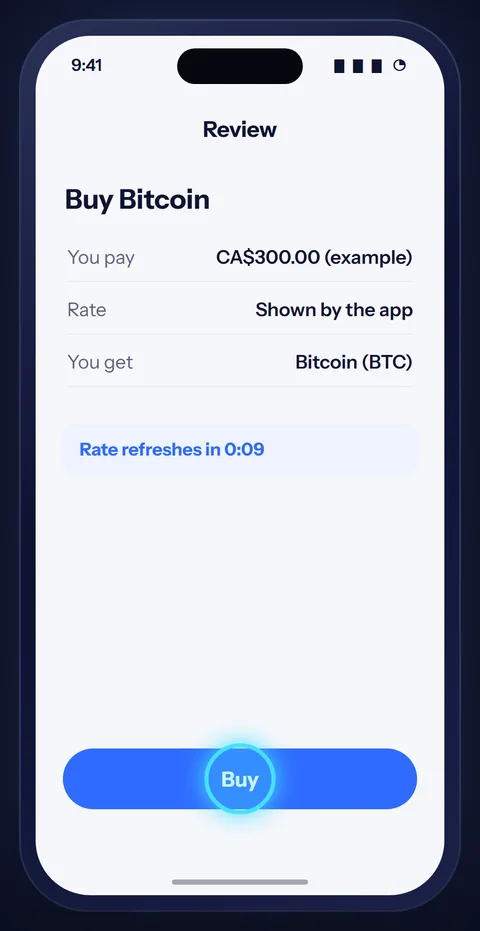 9:41
Review
Buy Bitcoin
You pay CA$300.00 (example)
Rate Shown by the app
You get Bitcoin (BTC)
Rate refreshes in 0:09
Buy